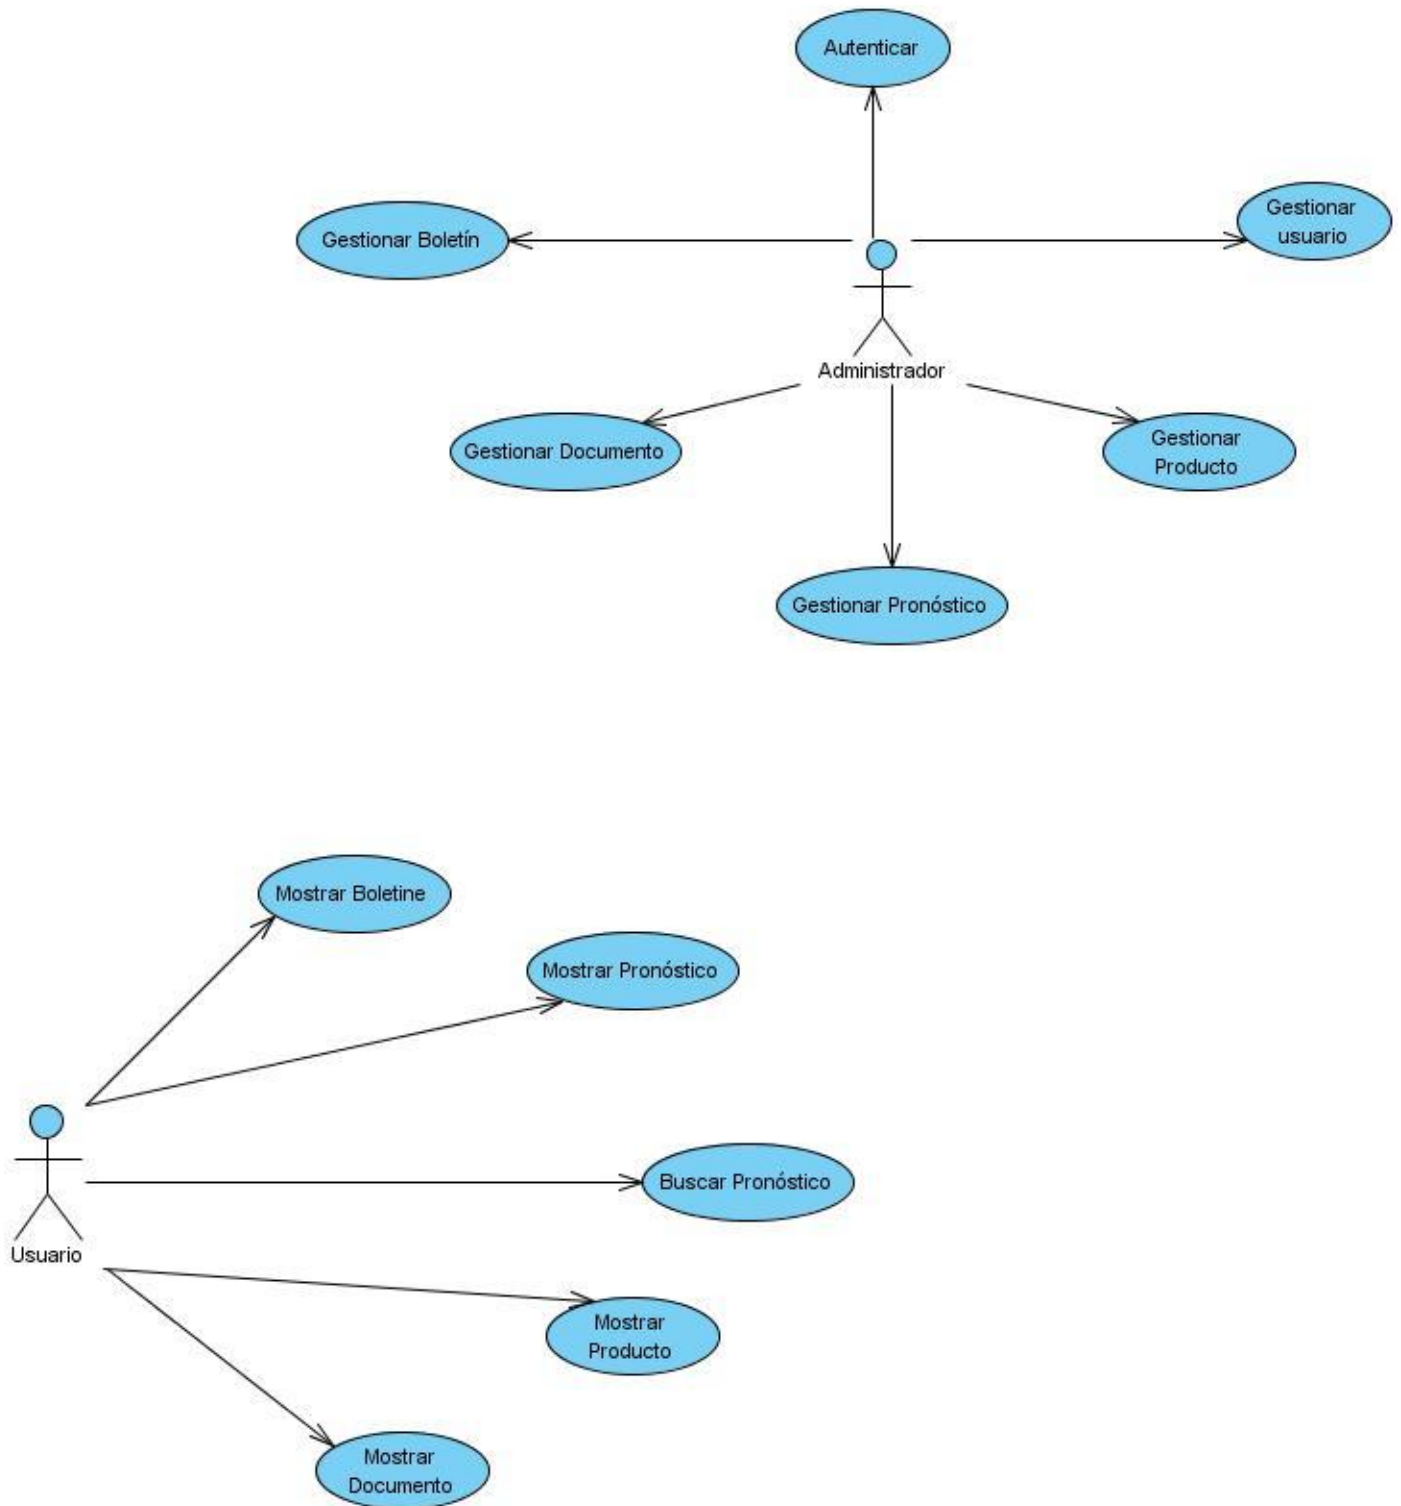 Autenticar
Gestionar
usuario
Gestionar Boletín
Administrador
Gestionar Documento
Gestionar
Producto
Gestionar Pronóstico
Mostrar Boletine
Mostrar Pronóstico
Buscar Pronóstico
Usuario
Mostrar
Producto
Mostrar
Documento